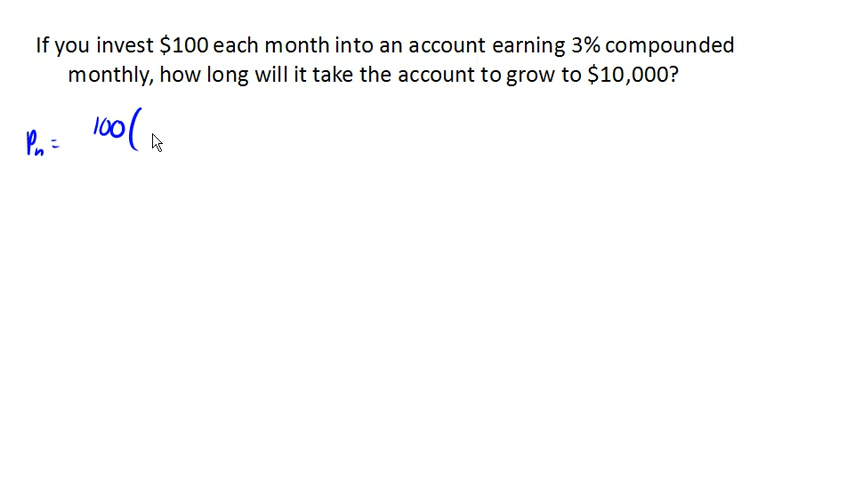 If you invest $100 each month into an account earning 3% compounded
monthly, how long will it take the account to grow to $10,000?
Pn = 100(